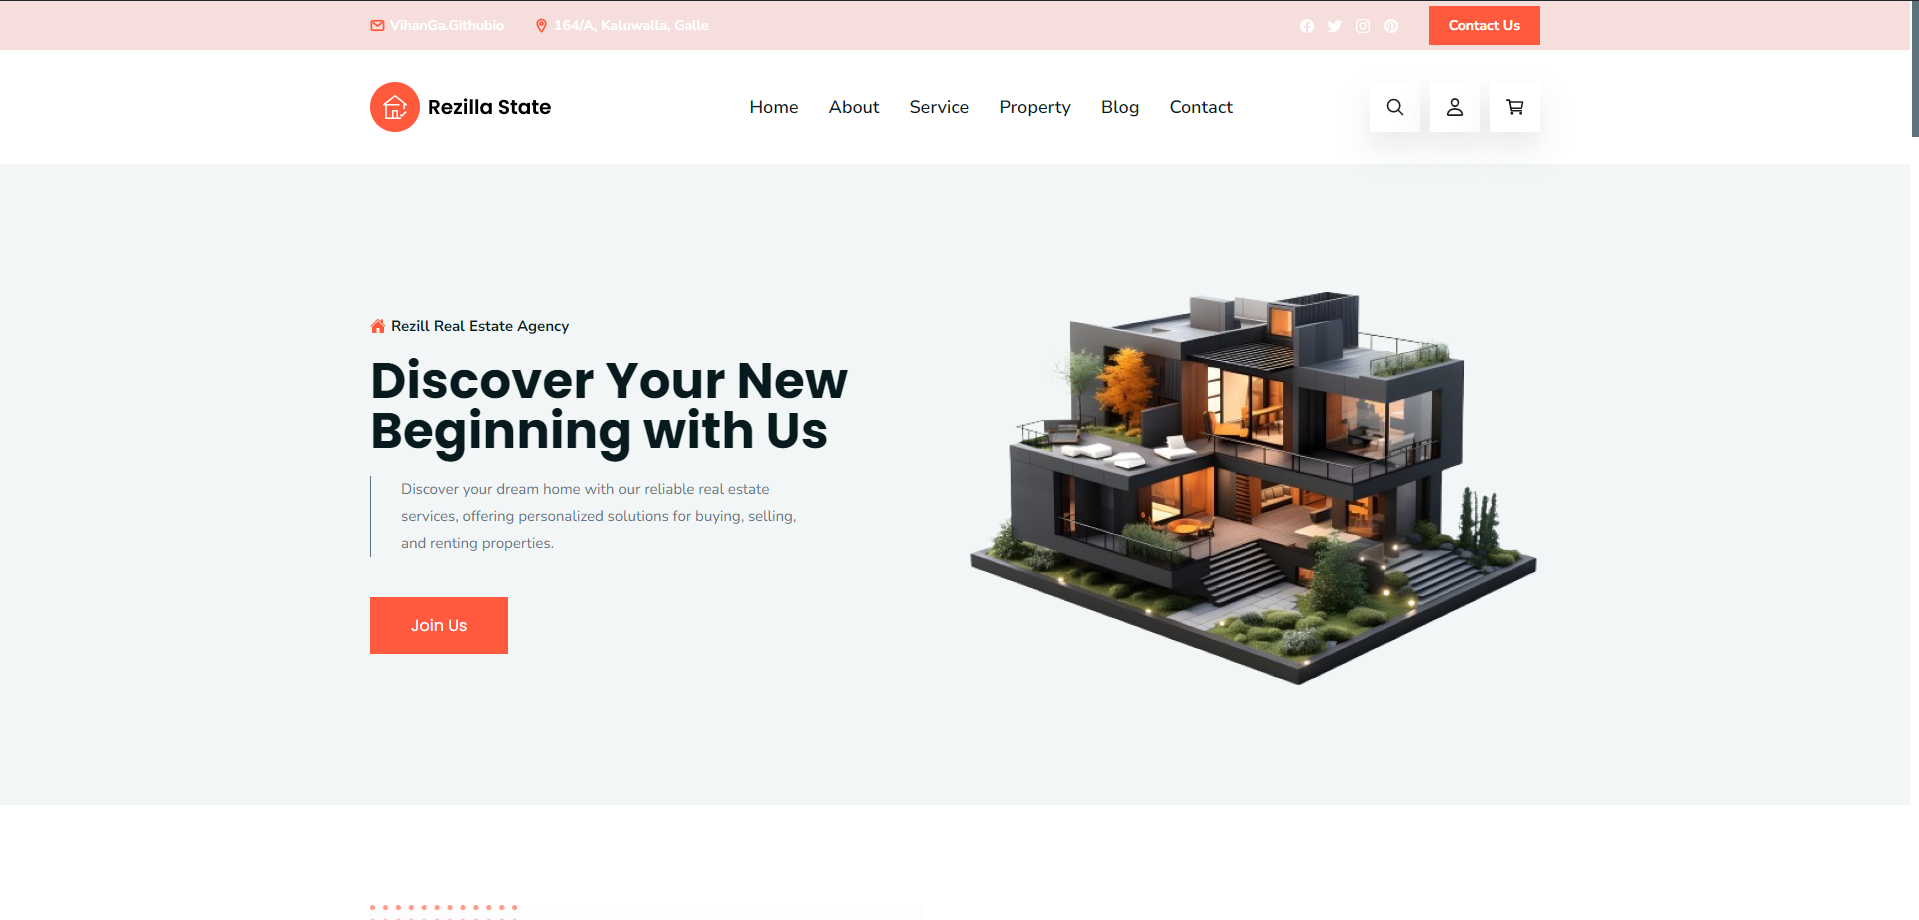 VihanGa.Githubio
164/A, Kaluwalla, Galle
Contact Us
Rezilla State
Home
About
Service
Property
Blog
Contact
Rezill Real Estate Agency
Discover Your New
Beginning with Us
Discover your dream home with our reliable real estate
services, offering personalized solutions for buying, selling,
and renting properties.
Join Us